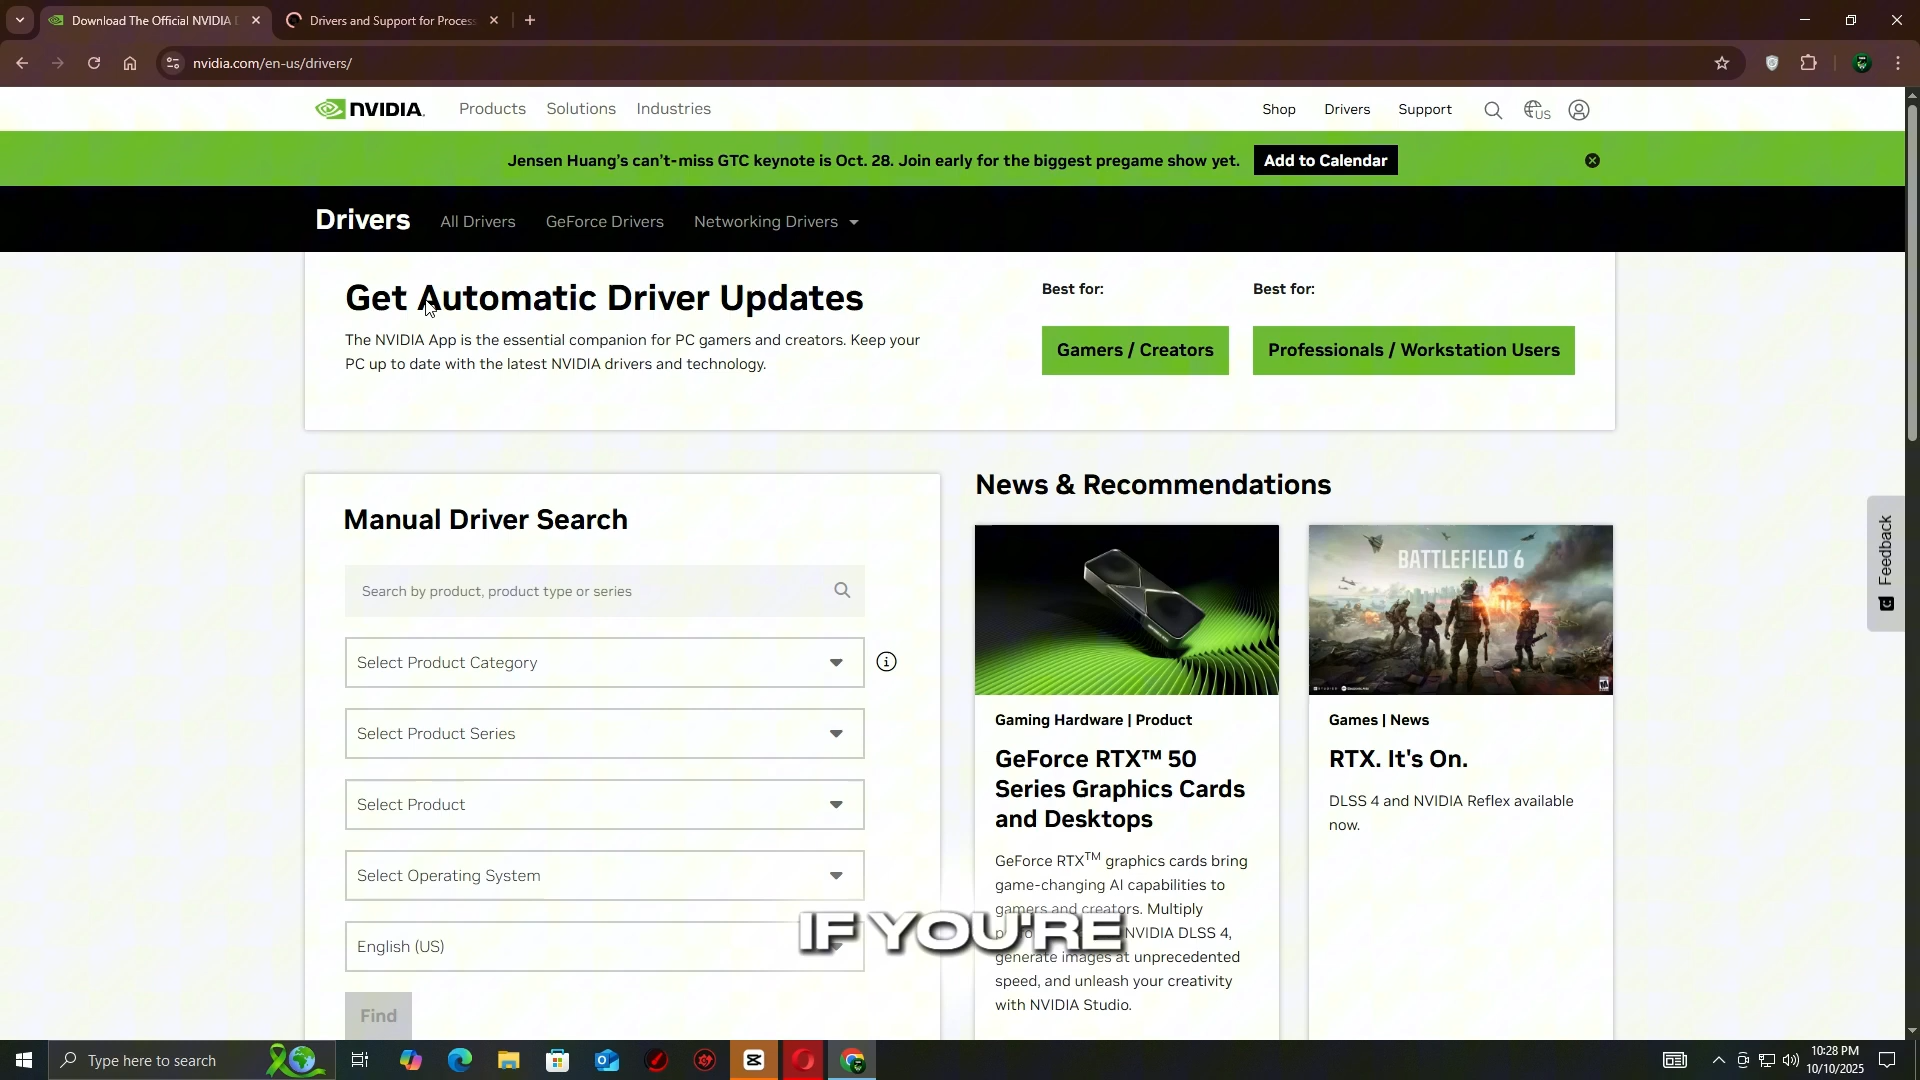 Download The Official NVIDIA D
Drivers and Support for Process
nvidia.com/en-us/drivers/
NVIDIA.
Products
Solutions
Industries
Shop
Drivers
Support
US
Jensen Huang's can't-miss GTC keynote is Oct. 28. Join early for the biggest pregame show yet.
Add to Calendar
Drivers
All Drivers
GeForce Drivers
Networking Drivers
Get Automatic Driver Updates
The NVIDIA App is the essential companion for PC gamers and creators. Keep your
PC up to date with the latest NVIDIA drivers and technology.
Best for:
Gamers / Creators
Best for:
Professionals / Workstation Users
Manual Driver Search
Search by product, product type or series
Select Product Category
Select Product Series
Select Product
Select Operating System
English (US)
Find
News & Recommendations
Gaming Hardware | Product
GeForce RTX™ 50
Series Graphics Cards
and Desktops
GeForce RTX™ graphics cards bring
game-changing AI capabilities to
gamers and creators. Multiply
NVIDIA DLSS 4,
generate images at unprecedented
speed, and unleash your creativity
with NVIDIA Studio.
BATTLEFIELD 6
Games | News
RTX. It's On.
DLSS 4 and NVIDIA Reflex available
now.
Feedback
IF YOU'RE
Type here to search
10:28 PM
10/10/2025